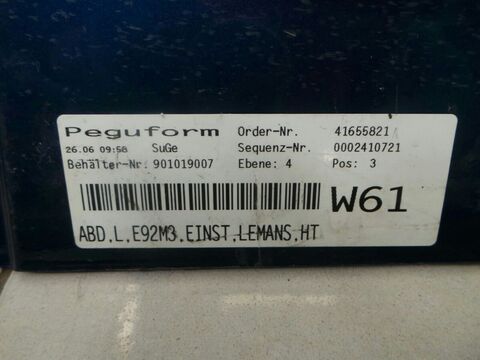 Peguform Order-Nr. 41655821
26.06 09:58 SuGe Sequenz-Nr. 0002410721
Behälter-Nr. 901019007 Ebene: 4 Pos: 3
W61
ABD.L.E92M3.EINST.LEMANS.HT